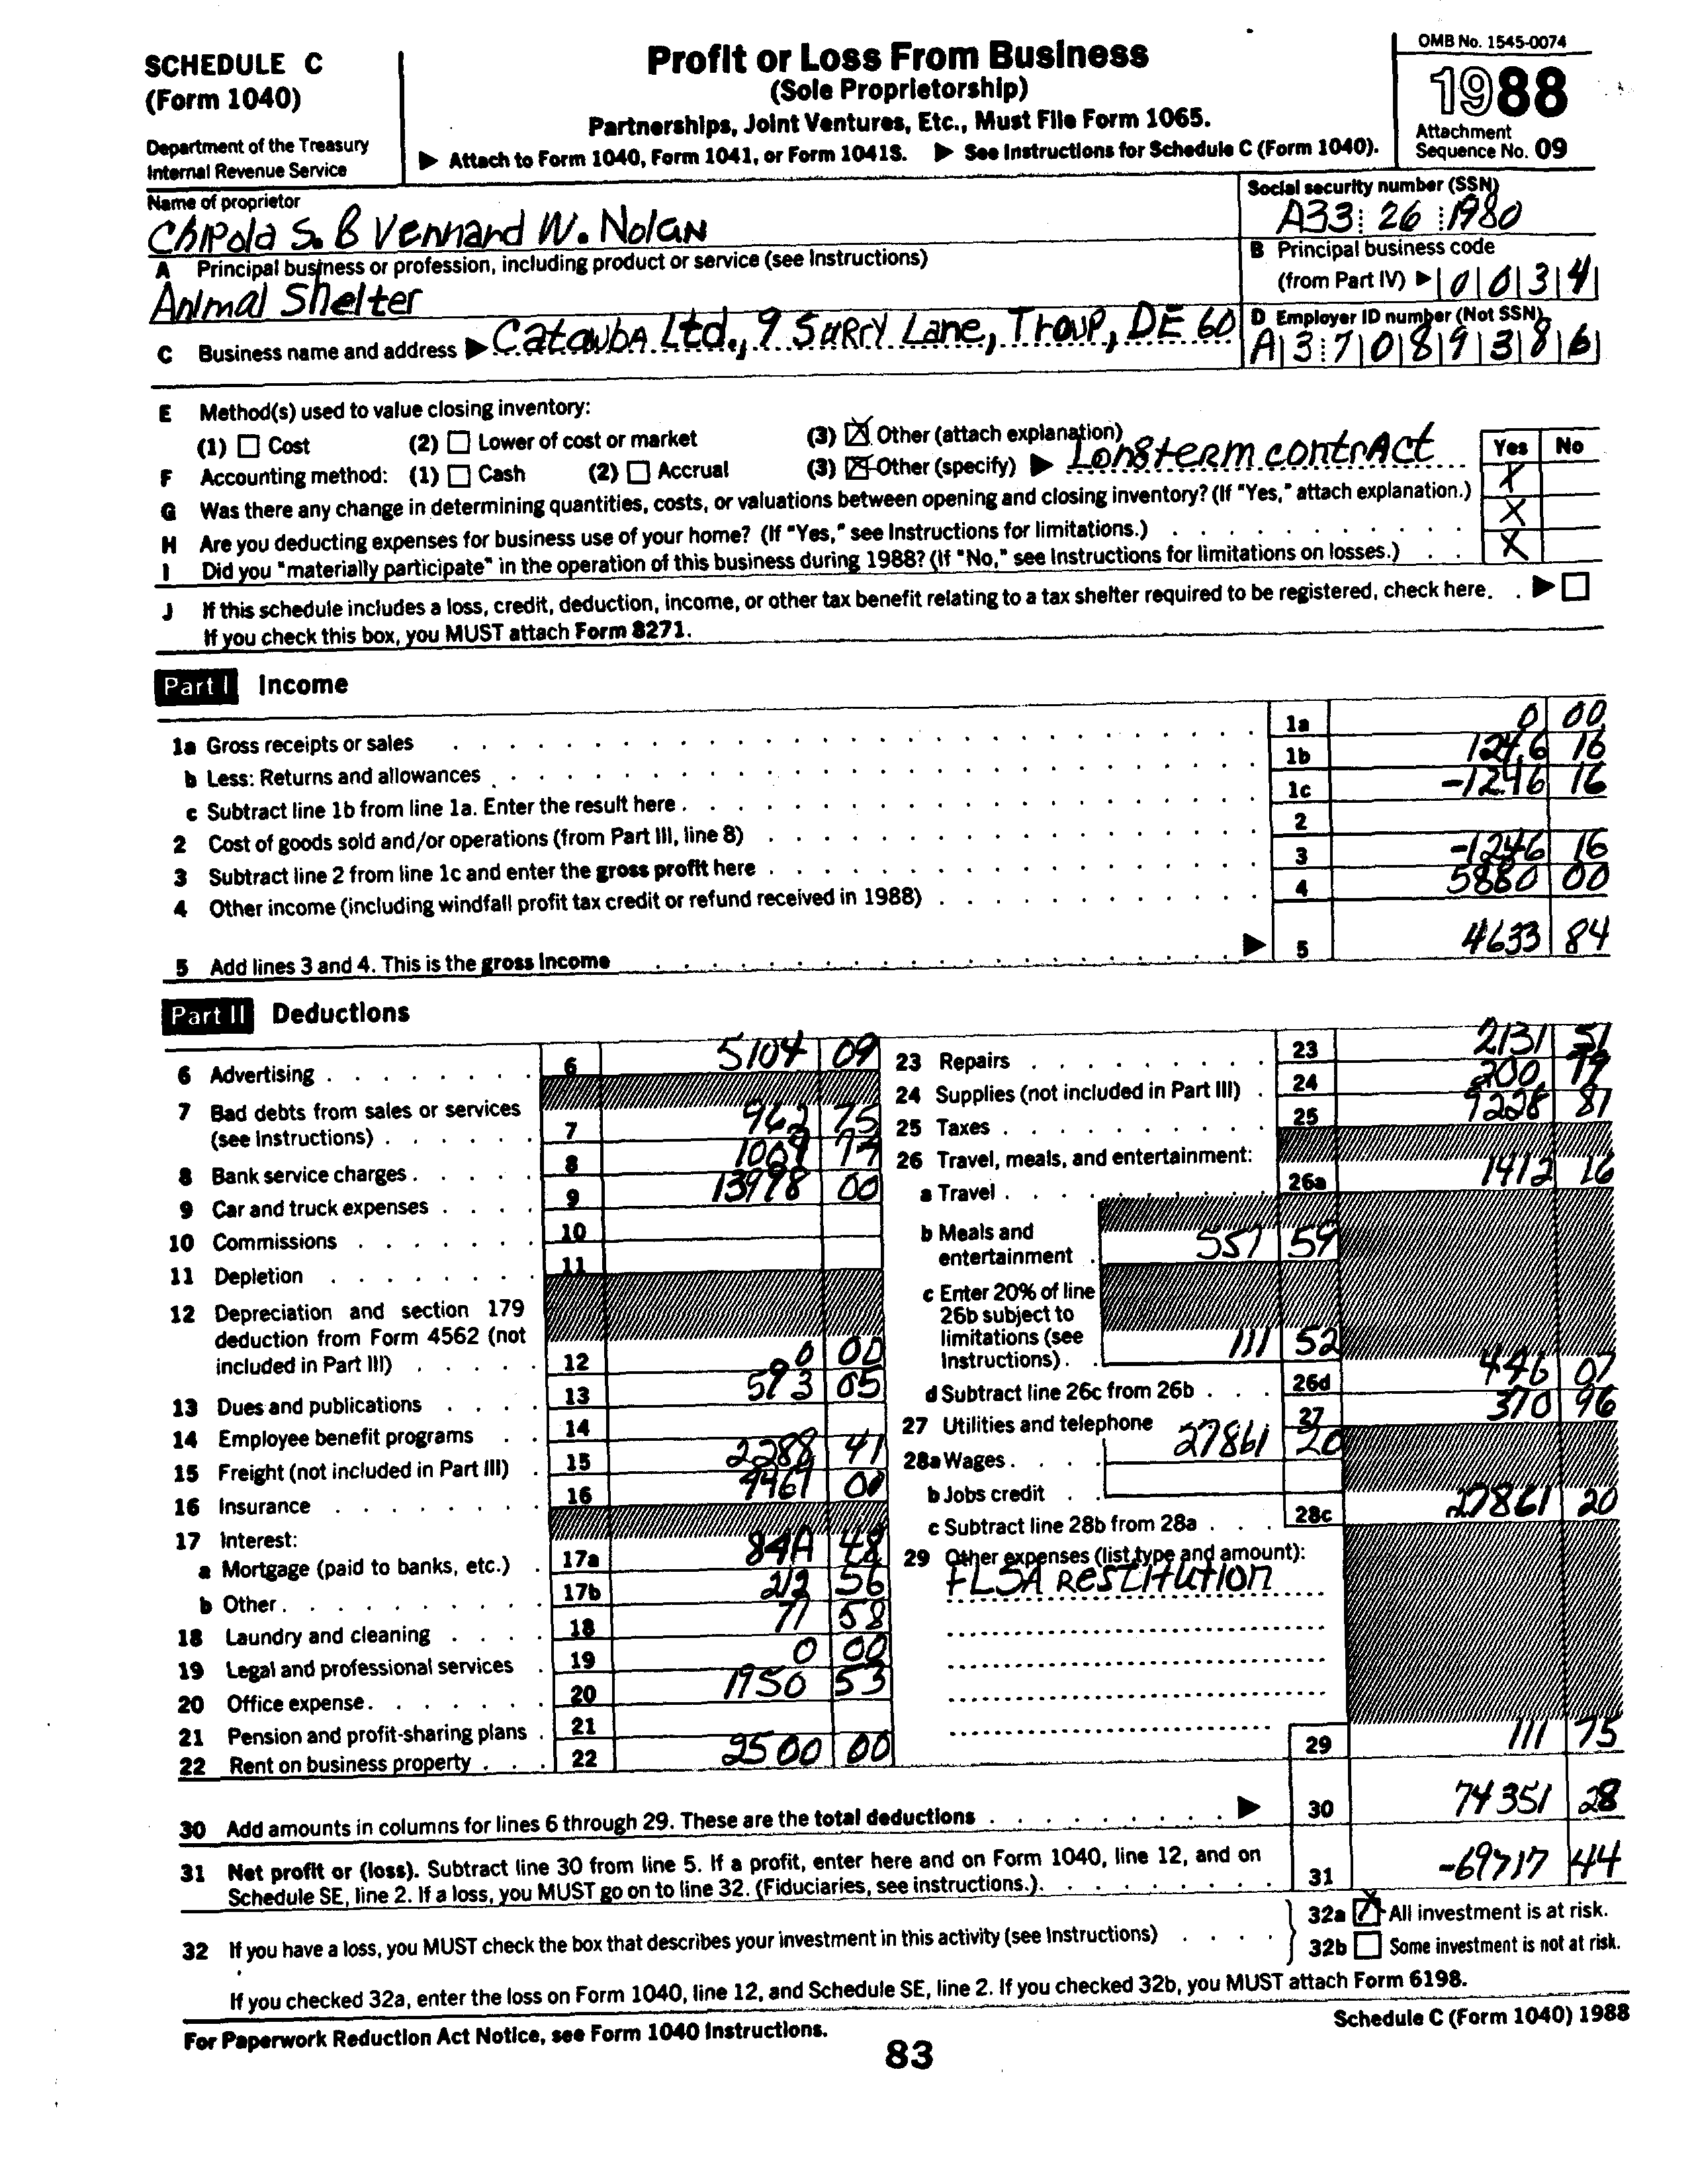 SCHEDULE C
(Form 1040)
Department of the Treasury
Internal Revenue Service
Profit or Loss From Business
(Sole Proprietorship)
Partnerships, Joint Ventures, Etc., Must File Form 1065.
▶ Attach to Form 1040, Form 1041, or Form 1041S. ▶ See Instructions for Schedule C (Form 1040).
OMB No. 1545-0074
1988
Attachment
Sequence No. 09
Name of proprietor
Chipola S. B Vennard W. Nolan
Social security number (SSN)
A33 26 1980
A Principal business or profession, including product or service (see Instructions)
Animal Shelter
B Principal business code
(from Part IV) ▶ 0 0 3 4
C Business name and address ▶ Catawba Ltd., 9 Surry Lane, Troup, DE 60
D Employer ID number (Not SSN)
A 3 7 0 8 9 3 8 6
E Method(s) used to value closing inventory:
(1) Cost (2) Lower of cost or market (3) X Other (attach explanation)
F Accounting method: (1) Cash (2) Accrual (3) X Other (specify) ▶ Longterm contract
Yes No
G Was there any change in determining quantities, costs, or valuations between opening and closing inventory? (If "Yes," attach explanation.) X
H Are you deducting expenses for business use of your home? (If "Yes," see Instructions for limitations.) X
I Did you "materially participate" in the operation of this business during 1988? (If "No," see Instructions for limitations on losses.) X
J If this schedule includes a loss, credit, deduction, income, or other tax benefit relating to a tax shelter required to be registered, check here. ▶
If you check this box, you MUST attach Form 8271.
Part I Income
1a Gross receipts or sales 1a 0 00
b Less: Returns and allowances 1b 1246 16
c Subtract line 1b from line 1a. Enter the result here 1c -1246 16
2 Cost of goods sold and/or operations (from Part III, line 8) 2
3 Subtract line 2 from line 1c and enter the gross profit here 3 -1246 16
4 Other income (including windfall profit tax credit or refund received in 1988) 4 5880 00
5 Add lines 3 and 4. This is the gross income ▶ 5 4633 84
Part II Deductions
6 Advertising 6 5104 09
7 Bad debts from sales or services
(see Instructions) 7 962 75
8 Bank service charges 8 1009 77
9 Car and truck expenses 9 13998 00
10 Commissions 10
11 Depletion 11
12 Depreciation and section 179
deduction from Form 4562 (not
included in Part III) 12 0 00
13 Dues and publications 13 593 05
14 Employee benefit programs 14
15 Freight (not included in Part III) 15 2288 41
16 Insurance 16 00
17 Interest:
a Mortgage (paid to banks, etc.) 17a 84A 48
b Other 17b 212 56
18 Laundry and cleaning 18 71 58
19 Legal and professional services 19 0 00
20 Office expense 20 1950 53
21 Pension and profit-sharing plans 21
22 Rent on business property 22 2500 00
23 Repairs 23 2131 51
24 Supplies (not included in Part III) 24 200
25 Taxes 25 81
26 Travel, meals, and entertainment:
a Travel 26a 1412 16
b Meals and
entertainment 557 59
c Enter 20% of line
26b subject to
limitations (see
Instructions) 111 52
d Subtract line 26c from 26b 26d 446 07
27 Utilities and telephone 27 370 96
28a Wages 27861 20
b Jobs credit
c Subtract line 28b from 28a 28c 27861 20
29 Other expenses (list type and amount):
FLSA Restitution
29 111 75
30 Add amounts in columns for lines 6 through 29. These are the total deductions ▶ 30 74351 28
31 Net profit or (loss). Subtract line 30 from line 5. If a profit, enter here and on Form 1040, line 12, and on
Schedule SE, line 2. If a loss, you MUST go on to line 32. (Fiduciaries, see instructions.) 31 -69717 44
32 If you have a loss, you MUST check the box that describes your investment in this activity (see Instructions)
32a X All investment is at risk.
32b Some investment is not at risk.
If you checked 32a, enter the loss on Form 1040, line 12, and Schedule SE, line 2. If you checked 32b, you MUST attach Form 6198.
For Paperwork Reduction Act Notice, see Form 1040 Instructions.
Schedule C (Form 1040) 1988
83